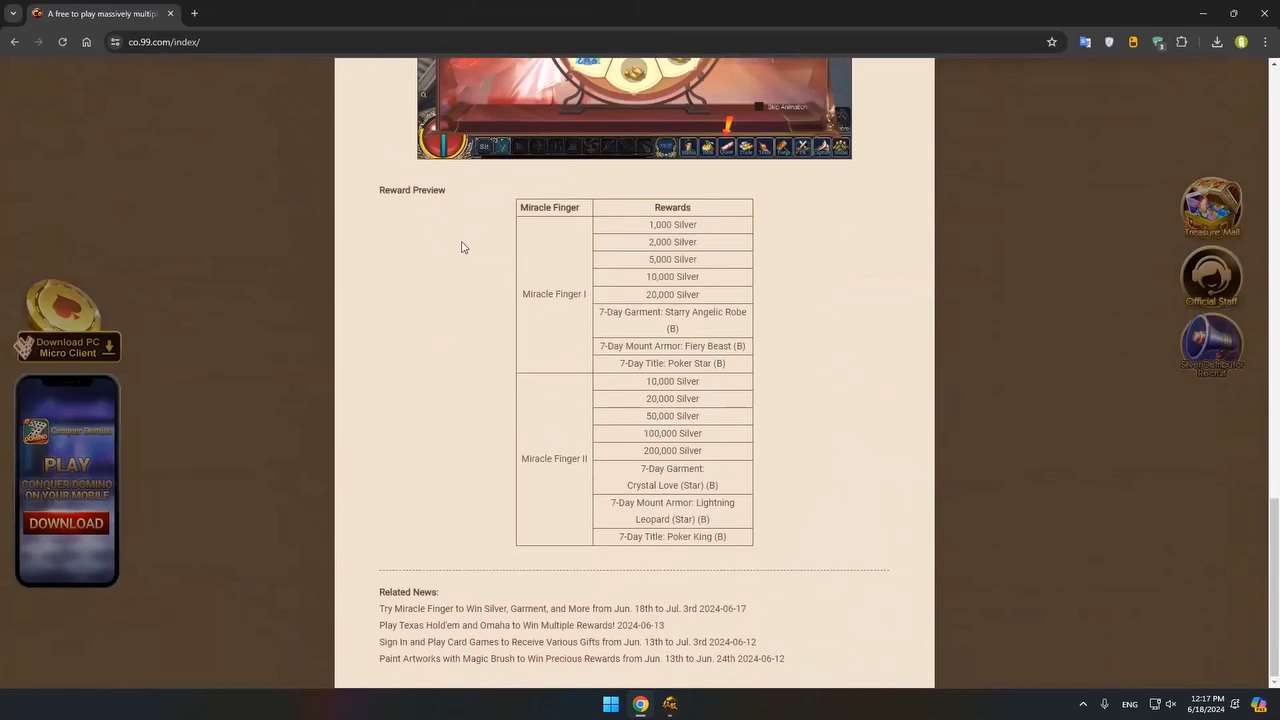 A free to play massively multipl
co.99.com/index/
Skip Animation
Sit
Reward Preview
Miracle Finger Rewards
1,000 Silver
2,000 Silver
5,000 Silver
10,000 Silver
Miracle Finger I
20,000 Silver
7-Day Garment: Starry Angelic Robe
(B)
7-Day Mount Armor: Fiery Beast (B)
7-Day Title: Poker Star (B)
10,000 Silver
20,000 Silver
50,000 Silver
100,000 Silver
200,000 Silver
Miracle Finger II
7-Day Garment:
Crystal Love (Star) (B)
7-Day Mount Armor: Lightning
Leopard (Star) (B)
7-Day Title: Poker King (B)
Related News:
Try Miracle Finger to Win Silver, Garment, and More from Jun. 18th to Jul. 3rd 2024-06-17
Play Texas Hold'em and Omaha to Win Multiple Rewards! 2024-06-13
Sign In and Play Card Games to Receive Various Gifts from Jun. 13th to Jul. 3rd 2024-06-12
Paint Artworks with Magic Brush to Win Precious Rewards from Jun. 13th to Jun. 24th 2024-06-12
Download PC
Micro Client
DOMINO
Conquer Domino
PLAY
CONQUER DOMINO
ON YOUR MOBILE
DOWNLOAD
Treasure Mall
Official Staff
Silver Distributor
Recruit
ENG
12:17 PM
6/18/2024